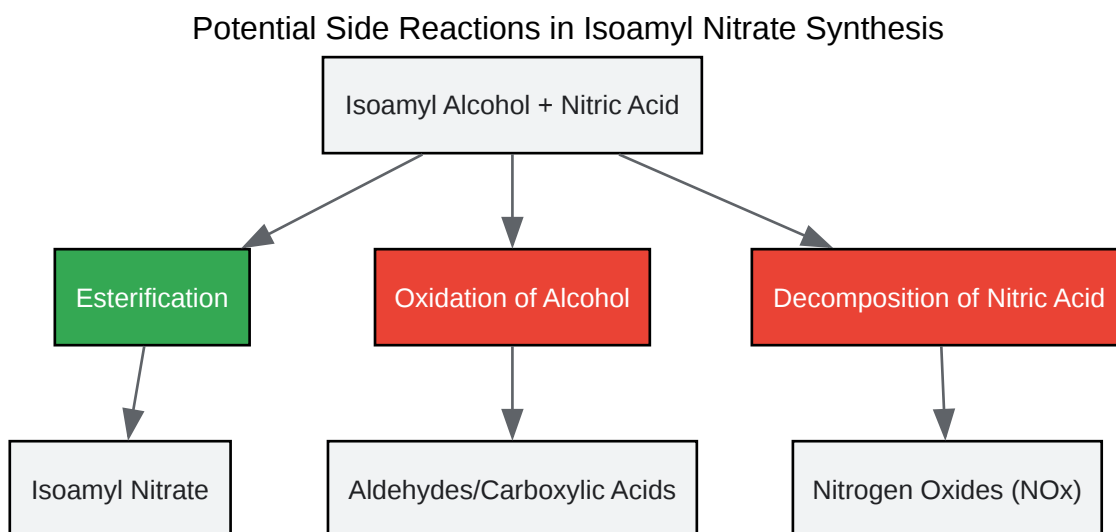 Potential Side Reactions in Isoamyl Nitrate Synthesis
Isoamyl Alcohol + Nitric Acid
Esterification
Oxidation of Alcohol
Decomposition of Nitric Acid
Isoamyl Nitrate
Aldehydes/Carboxylic Acids
Nitrogen Oxides (NOx)